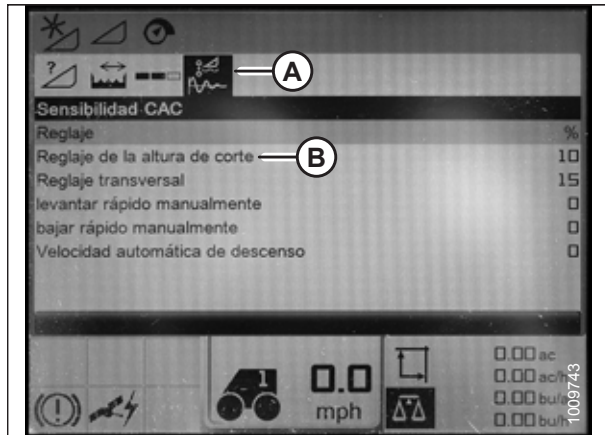 ?
A
Sensibilidad CAC
Reglaje %
Reglaje de la altura de corte B 10
Reglaje transversal 15
levantar rápido manualmente 0
bajar rápido manualmente 0
Velocidad automática de descenso 0
1
0.0
mph
0.00 ac
0.00 ac/h
0.00 bu/a
0.00 bu/h
1009743